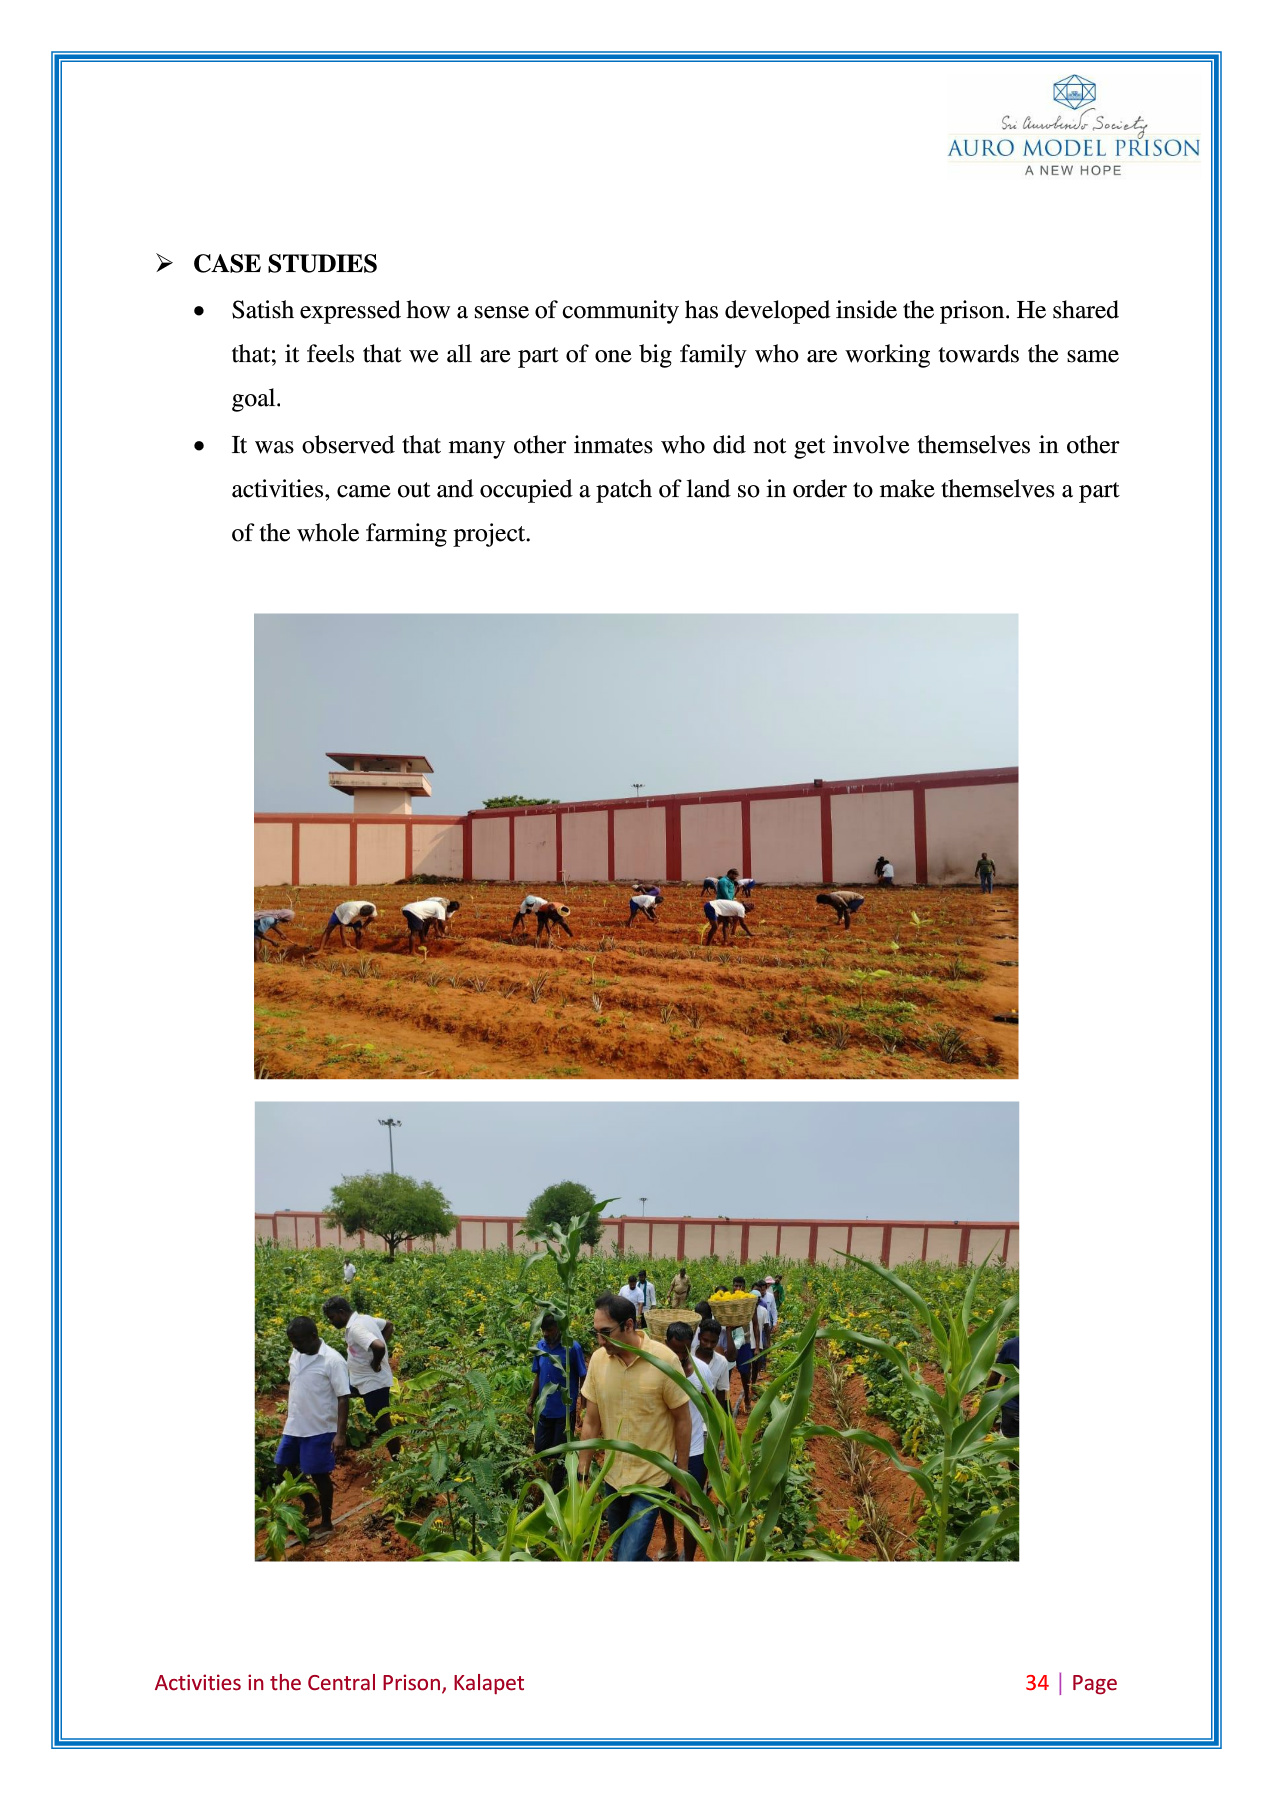 Sri Aurobindo Society
AURO MODEL PRISON
A NEW HOPE
➢ CASE STUDIES
• Satish expressed how a sense of community has developed inside the prison. He shared
that; it feels that we all are part of one big family who are working towards the same
goal.
• It was observed that many other inmates who did not get involve themselves in other
activities, came out and occupied a patch of land so in order to make themselves a part
of the whole farming project.
Activities in the Central Prison, Kalapet
34 | Page